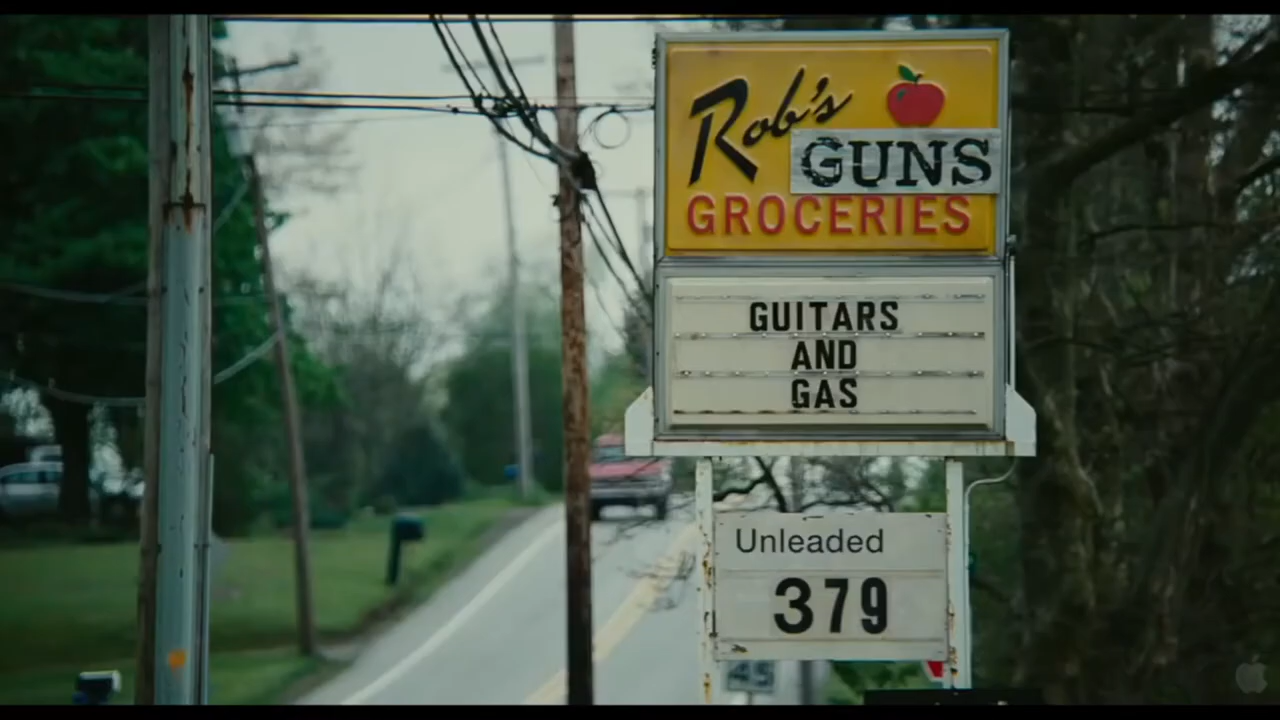 Rob's
GUNS
GROCERIES
GUITARS
AND
GAS
Unleaded
379
45